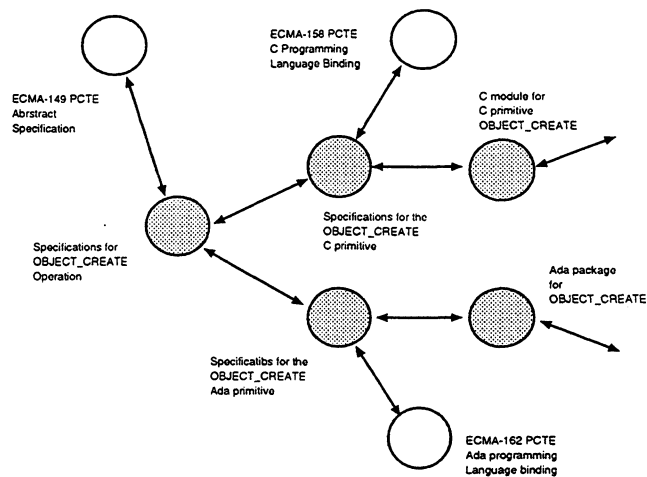 ECMA-158 PCTE
C Programming
Language Binding
ECMA-149 PCTE
Abrstract
Specification
C module for
C primitive
OBJECT_CREATE
Specifications for the
OBJECT_CREATE
C primitive
Specifications for
OBJECT_CREATE
Operation
Ada package
for
OBJECT_CREATE
Specificatibs for the
OBJECT_CREATE
Ada primitive
ECMA-162 PCTE
Ada programming
Language binding